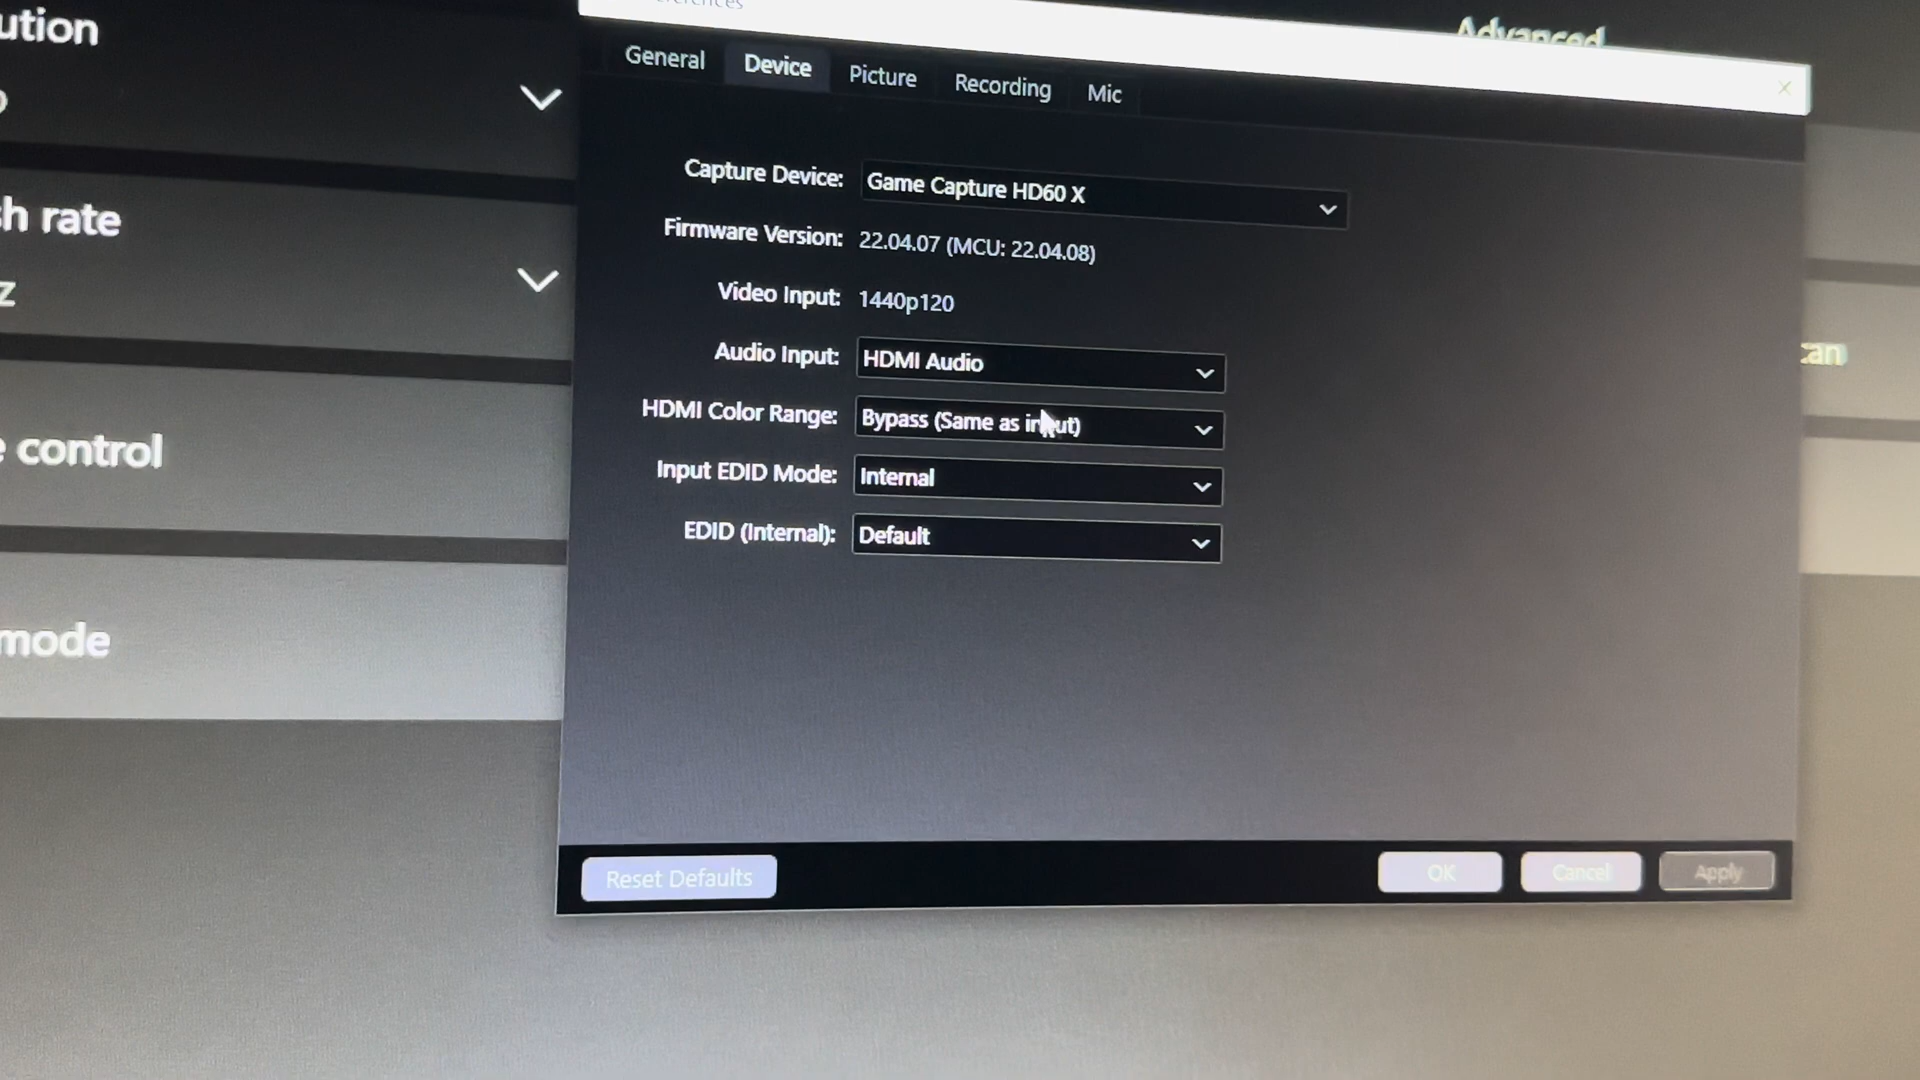 ution
Advanced
General Device Picture Recording Mic
Capture Device: Game Capture HD60 X
h rate
Firmware Version: 22.04.07 (MCU: 22.04.08)
z
Video Input: 1440p120
Audio Input: HDMI Audio
an
HDMI Color Range: Bypass (Same as input)
control
Input EDID Mode: Internal
EDID (Internal): Default
mode
Reset Defaults OK Cancel Apply